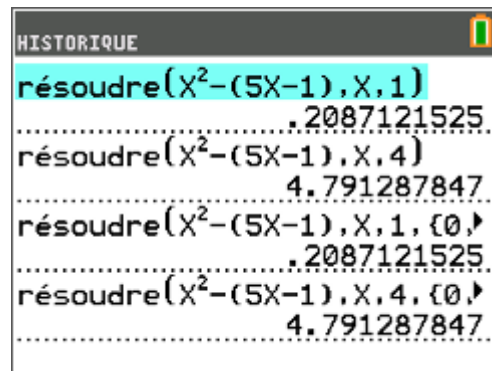 HISTORIQUE
résoudre(X²-(5X-1),X,1)
.2087121525
résoudre(X²-(5X-1),X,4)
4.791287847
résoudre(X²-(5X-1),X,1,{0,
.2087121525
résoudre(X²-(5X-1),X,4,{0,
4.791287847